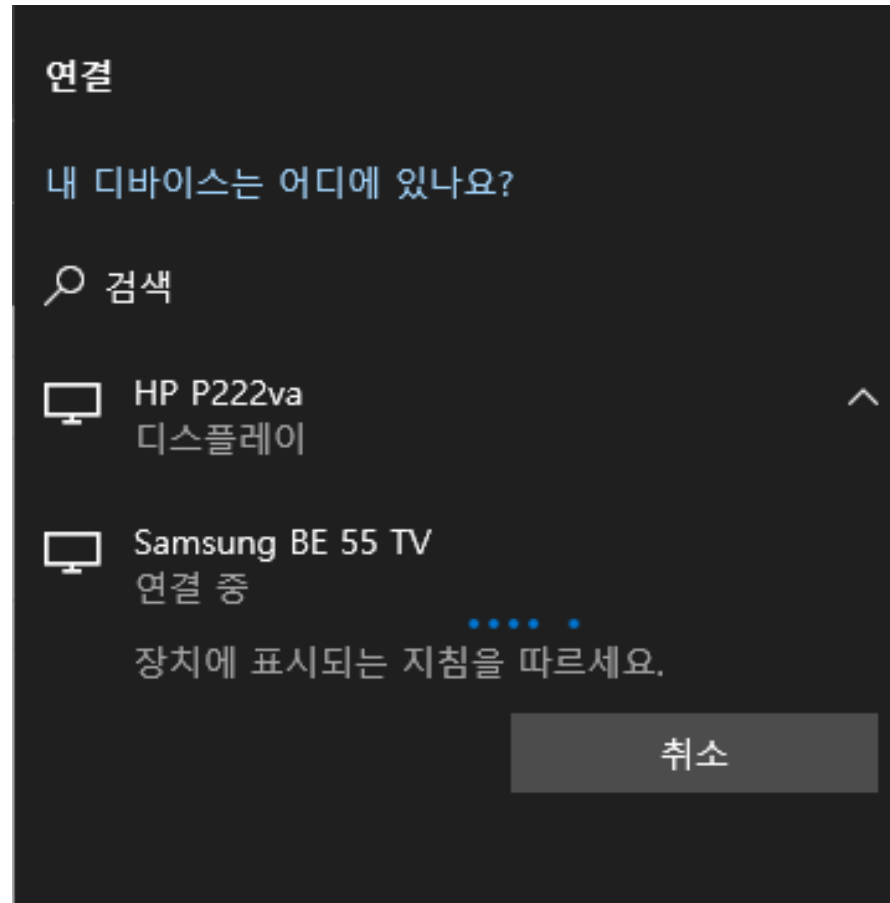 연결
내 디바이스는 어디에 있나요?
검색
HP P222va
디스플레이
Samsung BE 55 TV
연결 중
장치에 표시되는 지침을 따르세요.
취소